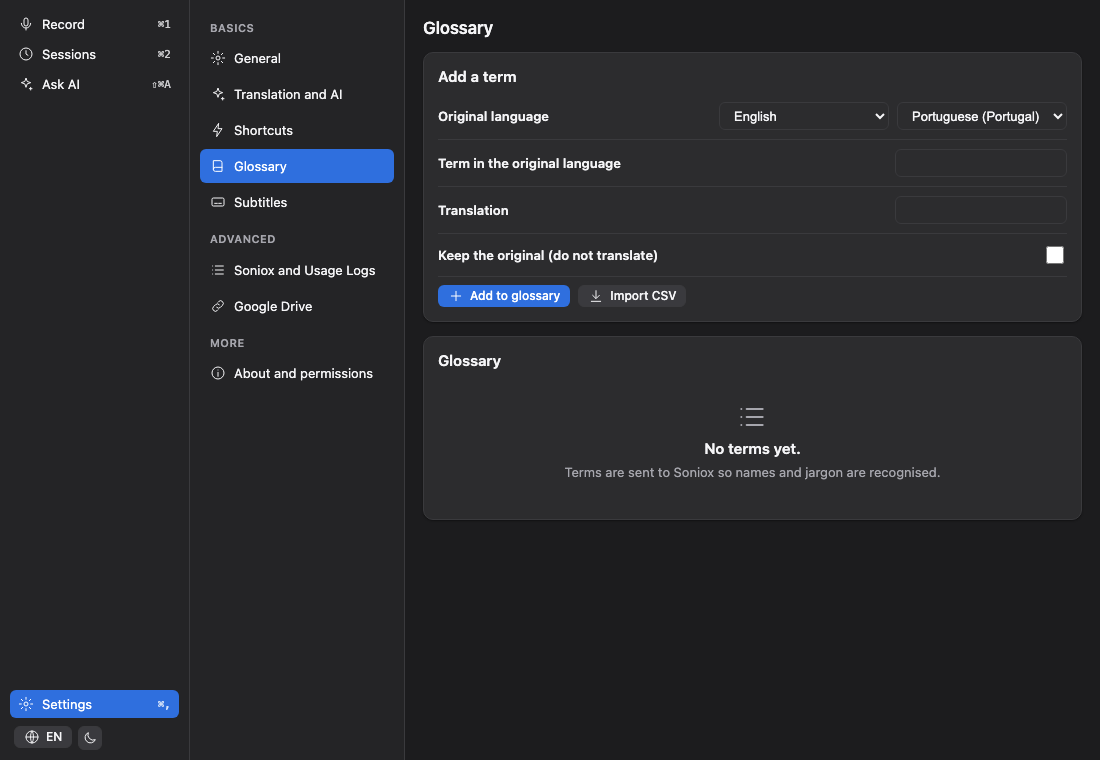 Record ⌘1
Sessions ⌘2
Ask AI ⇧⌘A
Settings ⌘,
EN
BASICS
General
Translation and AI
Shortcuts
Glossary
Subtitles
ADVANCED
Soniox and Usage Logs
Google Drive
MORE
About and permissions
Glossary
Add a term
Original language English Portuguese (Portugal)
Term in the original language
Translation
Keep the original (do not translate)
Add to glossary Import CSV
Glossary
No terms yet.
Terms are sent to Soniox so names and jargon are recognised.